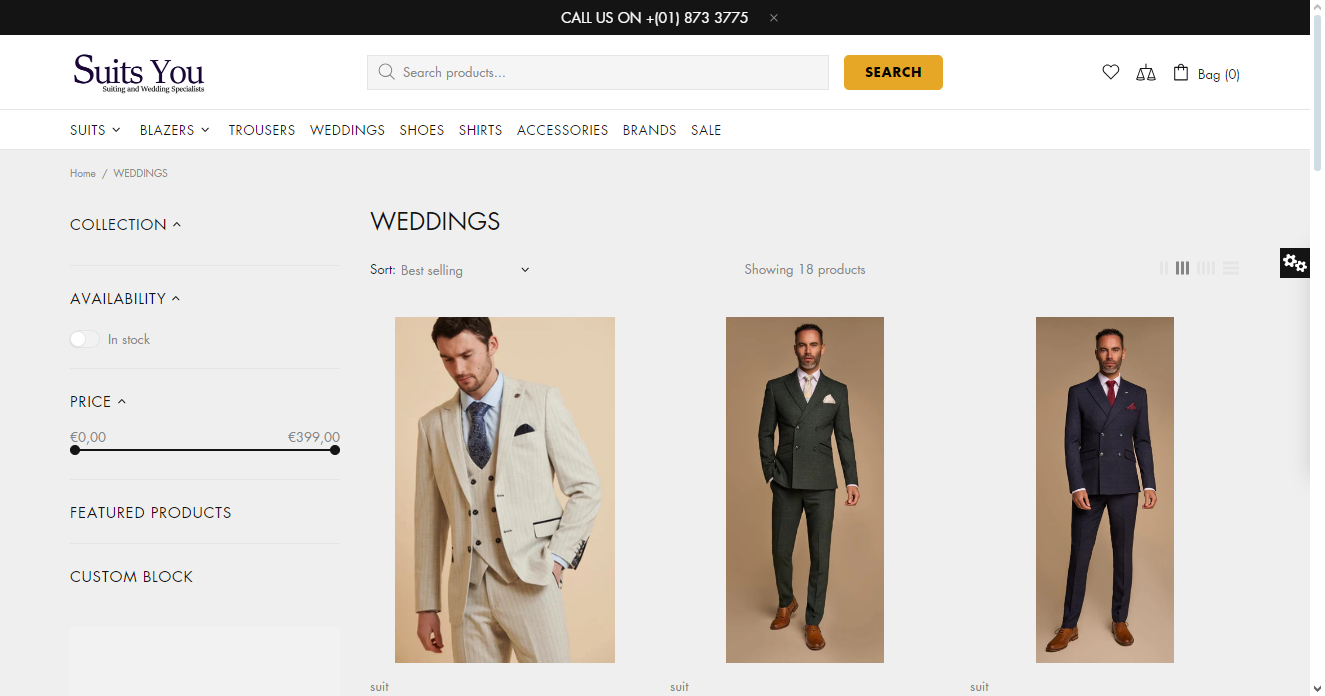 CALL US ON +(01) 873 3775
Suits You
Suiting and Wedding Specialists
Search products...
SEARCH
Bag (0)
SUITS BLAZERS TROUSERS WEDDINGS SHOES SHIRTS ACCESSORIES BRANDS SALE
Home / WEDDINGS
COLLECTION
AVAILABILITY
In stock
PRICE
€0,00 €399,00
FEATURED PRODUCTS
CUSTOM BLOCK
WEDDINGS
Sort: Best selling
Showing 18 products
suit suit suit